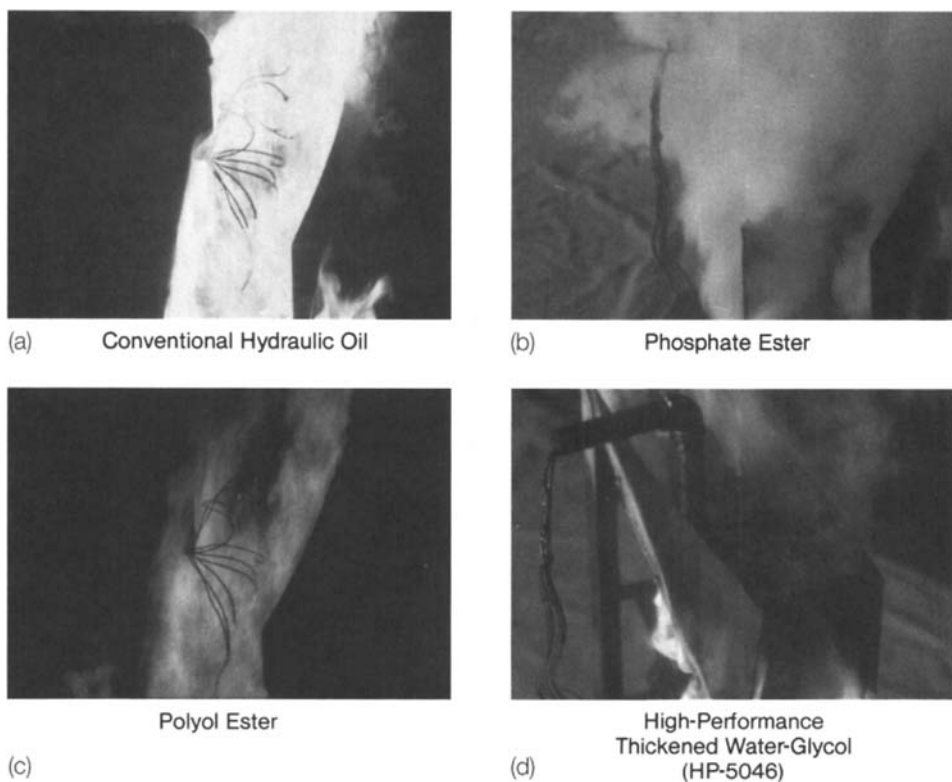 (a) Conventional Hydraulic Oil
(b) Phosphate Ester
Polyol Ester
(c)
High-Performance
Thickened Water-Glycol
(d) (HP-5046)